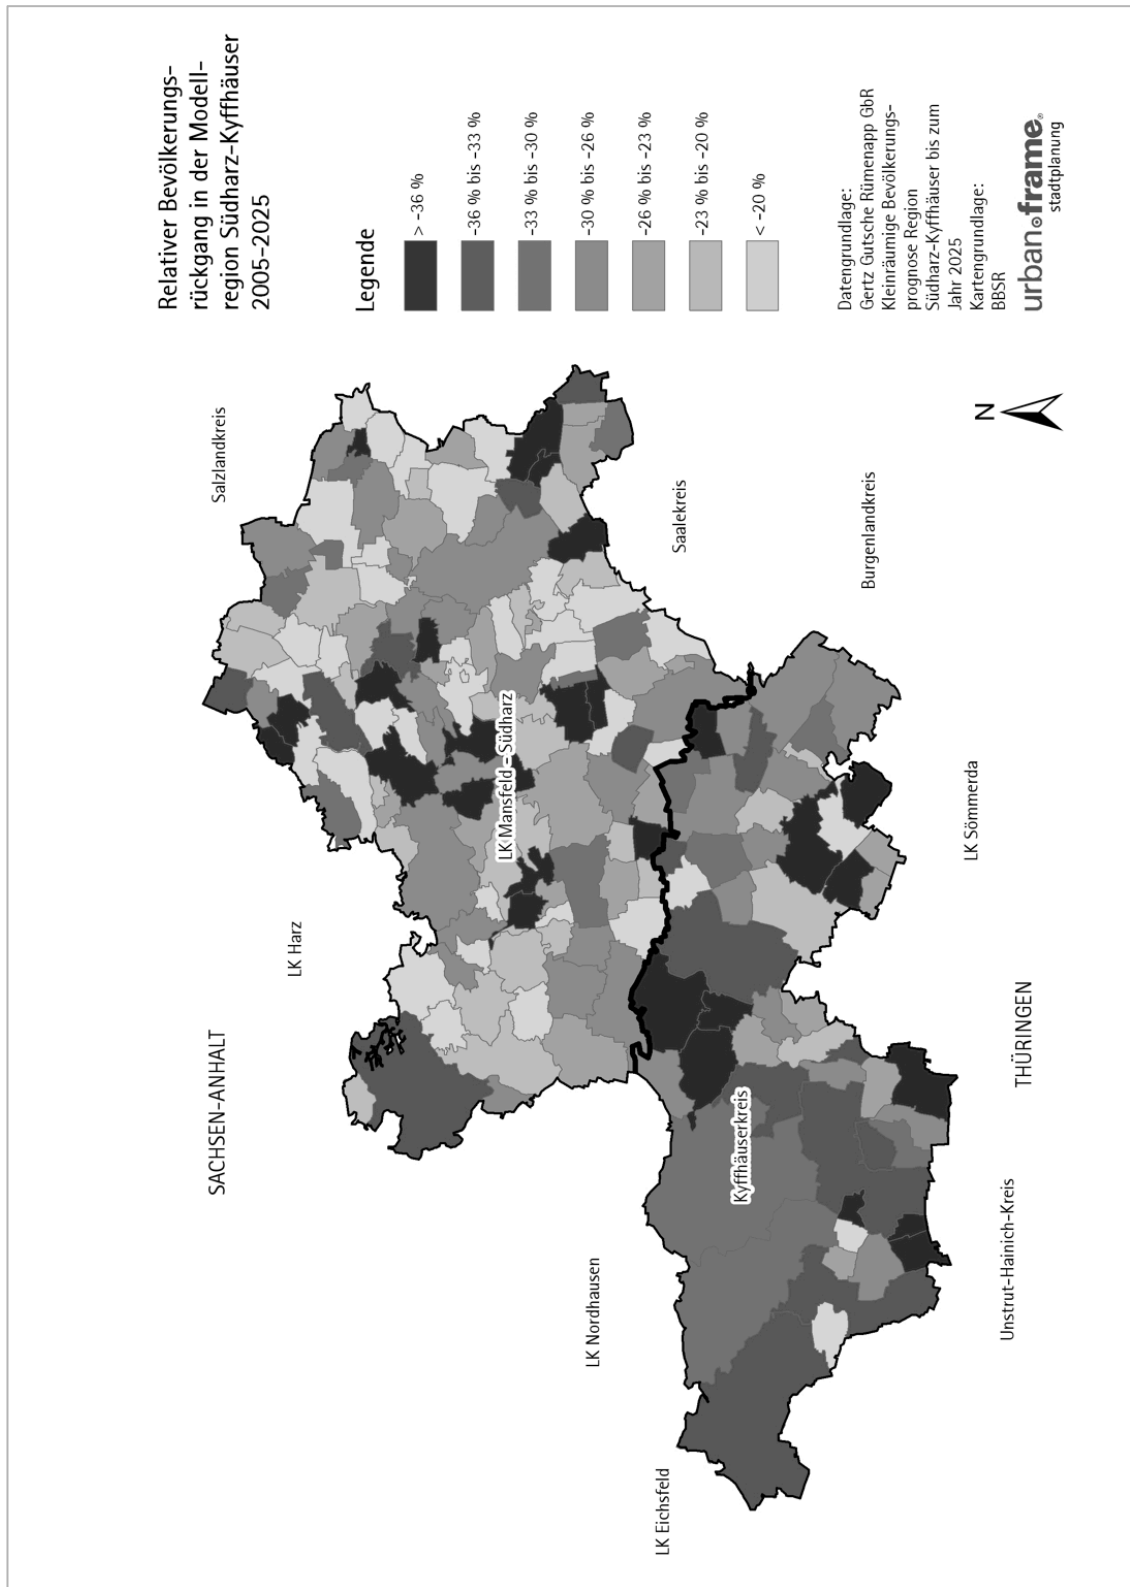 Relativer Bevölkerungs-
rückgang in der Modell-
region Südharz-Kyffhäuser
2005–2025
Legende
> -36 %
-36 % bis -33 %
-33 % bis -30 %
-30 % bis -26 %
-26 % bis -23 %
-23 % bis -20 %
< -20 %
Datengrundlage:
Gertz Gutsche Rümenapp GbR
Kleinräumige Bevölkerungs-
prognose Region
Südharz-Kyffhäuser bis zum
Jahr 2025
Kartengrundlage:
BBSR
urban frame®
stadtplanung
N
SACHSEN-ANHALT
LK Harz
Salzlandkreis
LK Mansfeld - Südharz
Saalekreis
Burgenlandkreis
LK Nordhausen
Kyffhäuserkreis
LK Sömmerda
LK Eichsfeld
Unstrut-Hainich-Kreis
THÜRINGEN